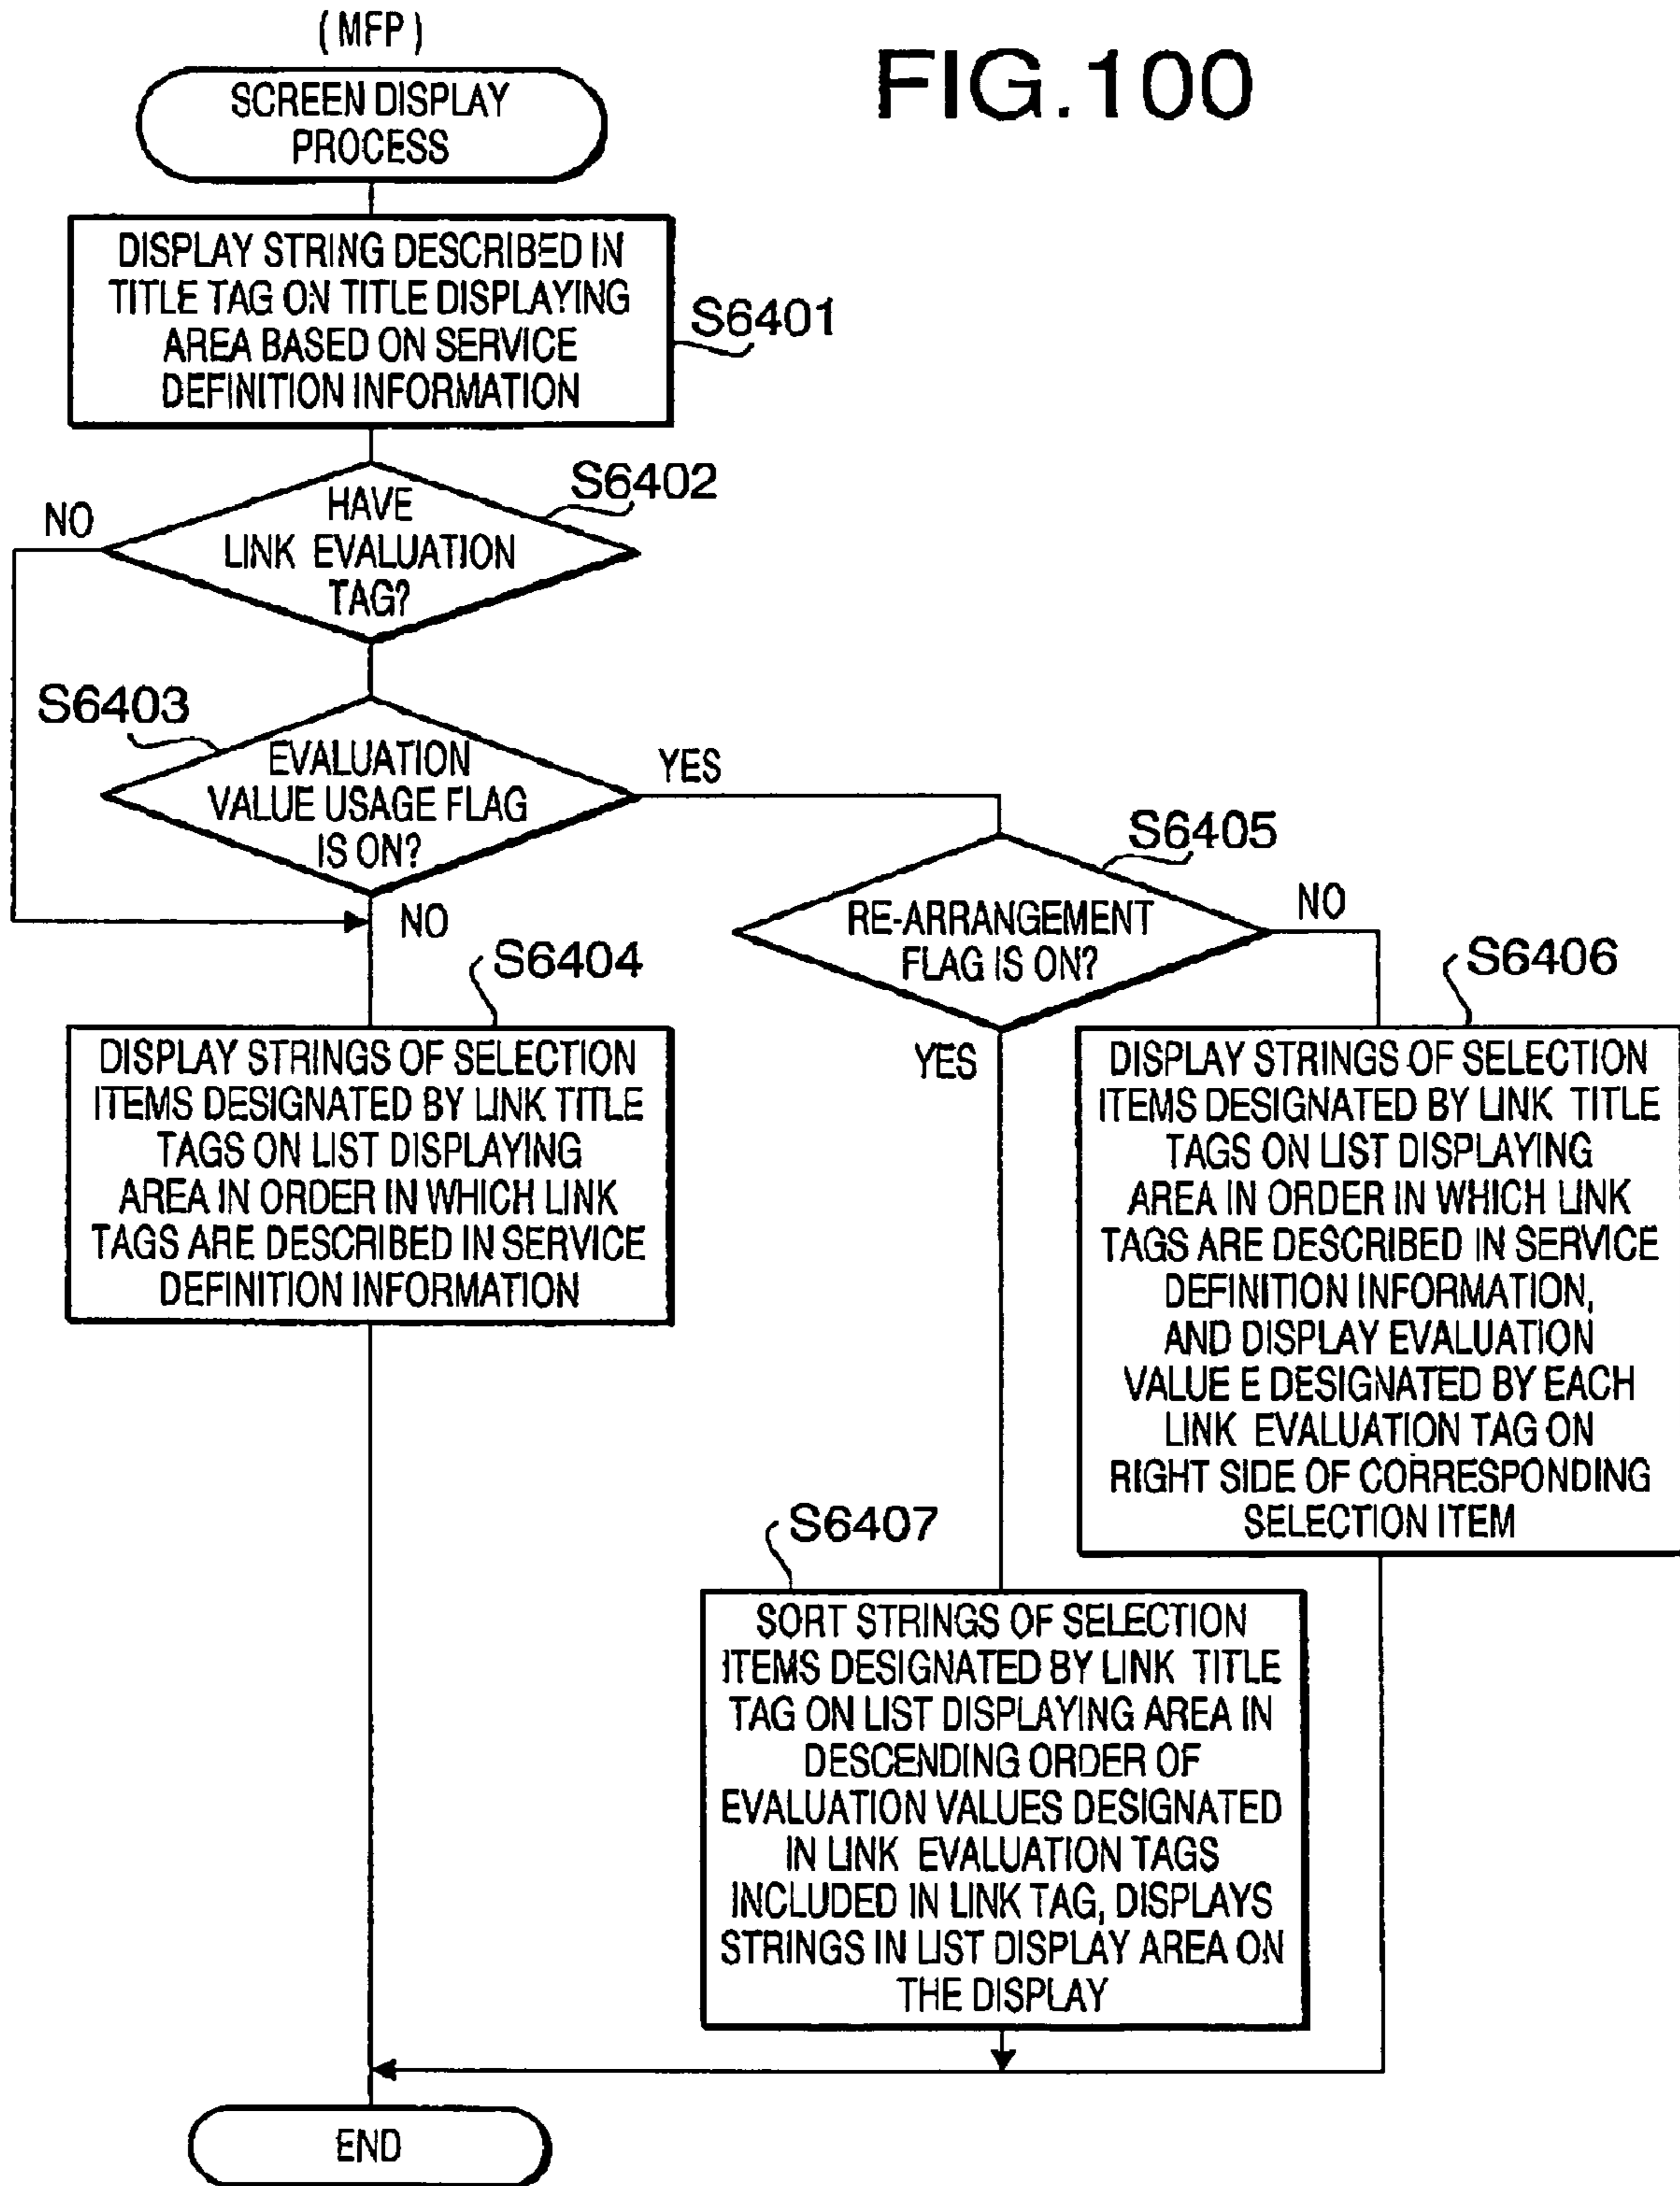 (MFP)
FIG.100
SCREEN DISPLAY
PROCESS
DISPLAY STRING DESCRIBED IN
TITLE TAG ON TITLE DISPLAYING
AREA BASED ON SERVICE
DEFINITION INFORMATION
S6401
HAVE
LINK EVALUATION
TAG?
S6402
NO
S6403
EVALUATION
VALUE USAGE FLAG
IS ON?
YES
NO
S6405
RE-ARRANGEMENT
FLAG IS ON?
NO
YES
S6404
DISPLAY STRINGS OF SELECTION
ITEMS DESIGNATED BY LINK TITLE
TAGS ON LIST DISPLAYING
AREA IN ORDER IN WHICH LINK
TAGS ARE DESCRIBED IN SERVICE
DEFINITION INFORMATION
S6406
DISPLAY STRINGS OF SELECTION
ITEMS DESIGNATED BY LINK TITLE
TAGS ON LIST DISPLAYING
AREA IN ORDER IN WHICH LINK
TAGS ARE DESCRIBED IN SERVICE
DEFINITION INFORMATION,
AND DISPLAY EVALUATION
VALUE E DESIGNATED BY EACH
LINK EVALUATION TAG ON
RIGHT SIDE OF CORRESPONDING
SELECTION ITEM
S6407
SORT STRINGS OF SELECTION
ITEMS DESIGNATED BY LINK TITLE
TAG ON LIST DISPLAYING AREA IN
DESCENDING ORDER OF
EVALUATION VALUES DESIGNATED
IN LINK EVALUATION TAGS
INCLUDED IN LINK TAG, DISPLAYS
STRINGS IN LIST DISPLAY AREA ON
THE DISPLAY
END